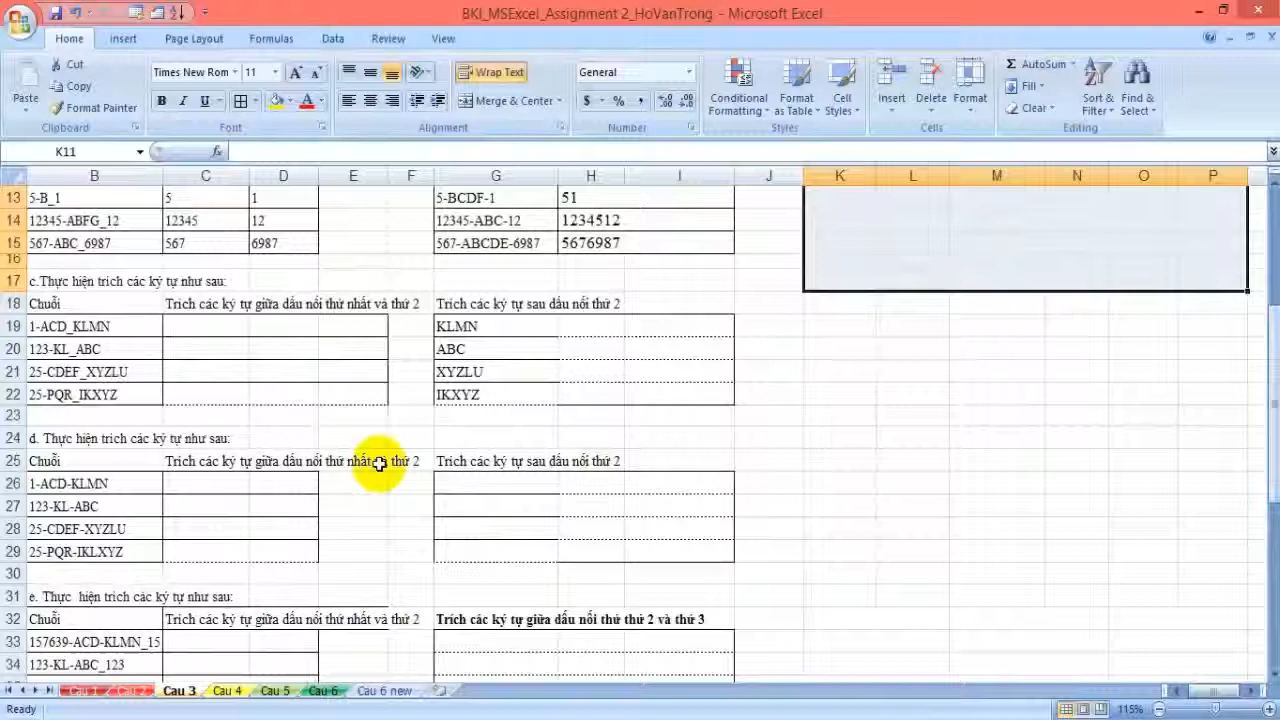 BKI_MSExcel_Assignment 2_HoVanTrong - Microsoft Excel
Home Insert Page Layout Formulas Data Review View
Cut
Copy
Format Painter
Paste
Clipboard
Times New Rom 11
B I U
Font
Wrap Text
Merge & Center
Alignment
General
$ % ,
Number
Conditional Formatting
Format as Table
Cell Styles
Styles
Insert Delete Format
Cells
AutoSum
Fill
Clear
Sort & Filter
Find & Select
Editing
K11 fx
B C D E F G H I J K L M N O P
13 5-B_1 5 1 5-BCDF-1 51
14 12345-ABFG_12 12345 12 12345-ABC-12 1234512
15 567-ABC_6987 567 6987 567-ABCDE-6987 5676987
16
17 c.Thực hiện trích các ký tự như sau:
18 Chuỗi Trích các ký tự giữa dấu nối thứ nhất và thứ 2 Trích các ký tự sau dấu nối thứ 2
19 1-ACD_KLMN KLMN
20 123-KL_ABC ABC
21 25-CDEF_XYZLU XYZLU
22 25-PQR_IKXYZ IKXYZ
23
24 d. Thực hiện trích các ký tự như sau:
25 Chuỗi Trích các ký tự giữa dấu nối thứ nhất và thứ 2 Trích các ký tự sau dấu nối thứ 2
26 1-ACD-KLMN
27 123-KL-ABC
28 25-CDEF-XYZLU
29 25-PQR-IKLXYZ
30
31 e. Thực hiện trích các ký tự như sau:
32 Chuỗi Trích các ký tự giữa dấu nối thứ nhất và thứ 2 Trích các ký tự giữa dấu nối thứ thứ 2 và thứ 3
33 157639-ACD-KLMN_15
34 123-KL-ABC_123
Cau 1 Cau 2 Cau 3 Cau 4 Cau 5 Cau 6 Cau 6 new
Ready 115%